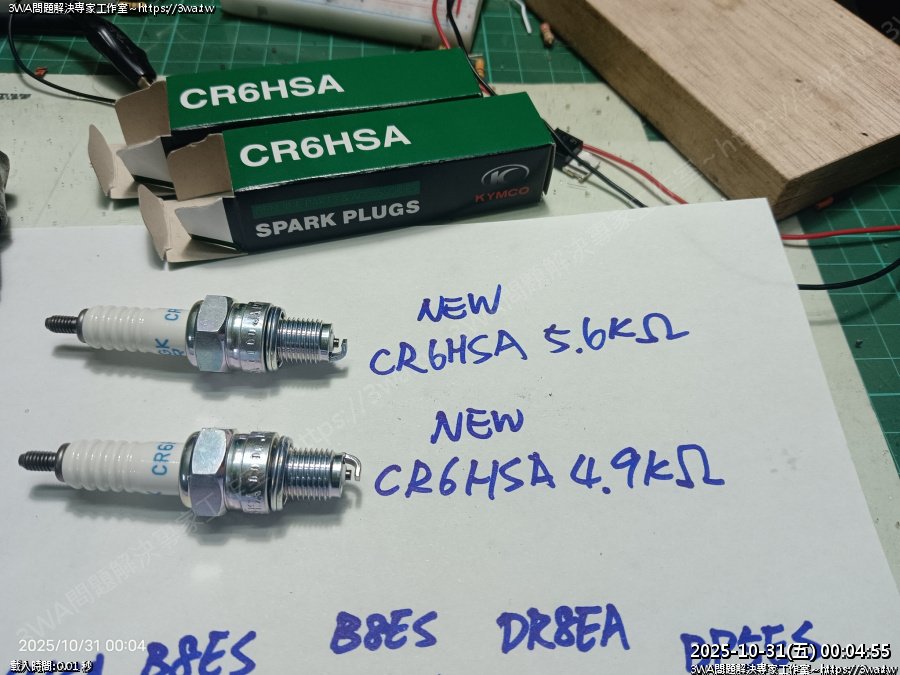 3WA問題解決專家工作室~https://3wa.tw
CR6HSA
CR6HSA
KYMCO
SPARK PLUGS
NEW
CR6HSA 5.6KΩ
NEW
CR6HSA 4.9KΩ
CR6
B8ES
DR8EA
B8ES
2025/10/31 00:04
載入時間:0.01 秒
2025-10-31(五) 00:04:55
3WA問題解決專家工作室~https://3wa.tw